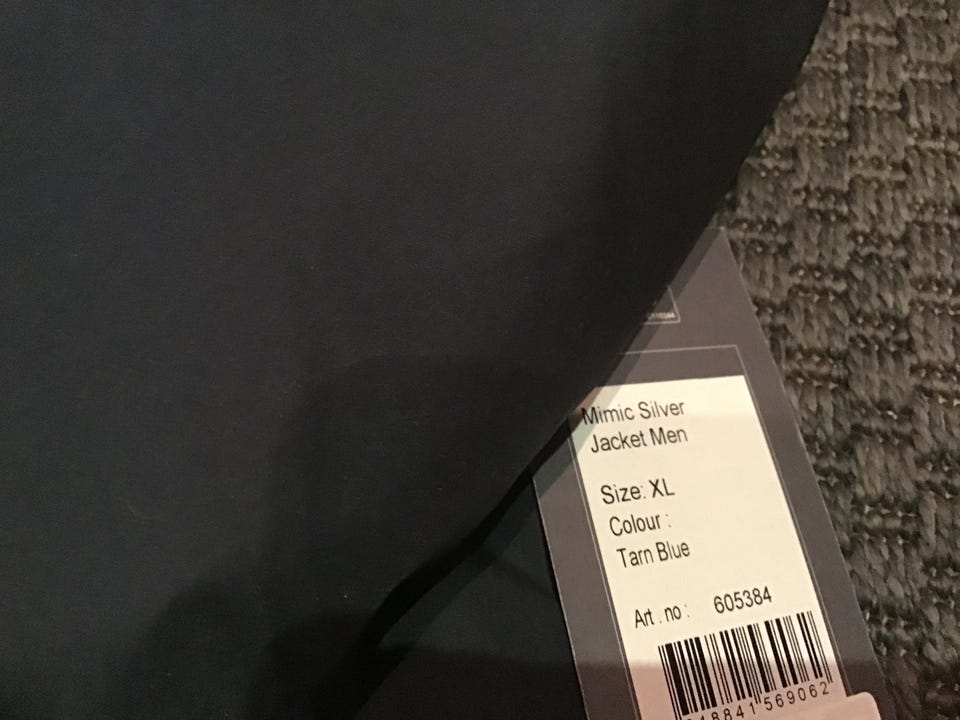 Mimic Silver
Jacket Men
Size: XL
Colour :
Tarn Blue
Art . no : 605384